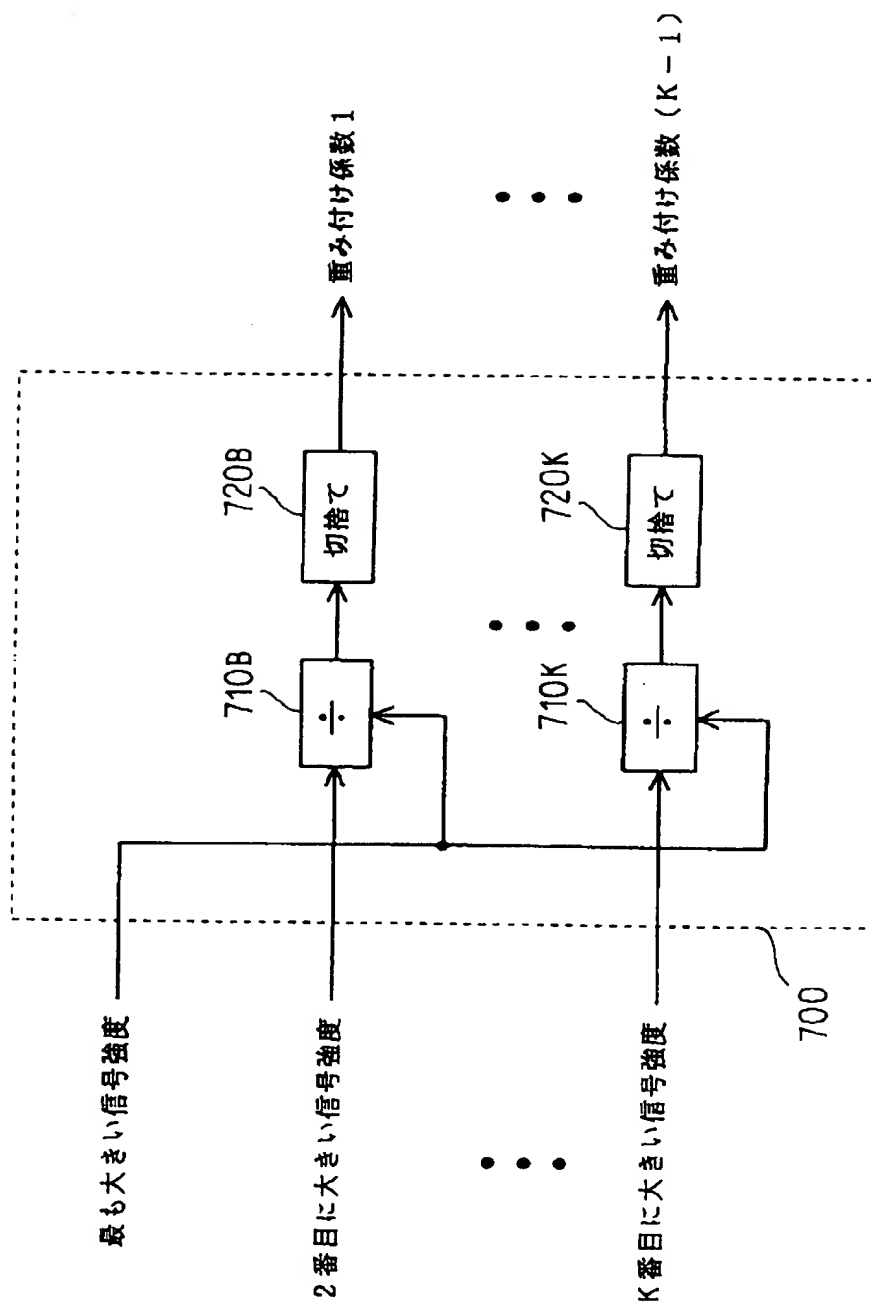 最も大きい信号強度
2番目に大きい信号強度
K番目に大きい信号強度
700
710B
÷
720B
切捨て
710K
÷
720K
切捨て
重み付け係数1
重み付け係数(K-1)